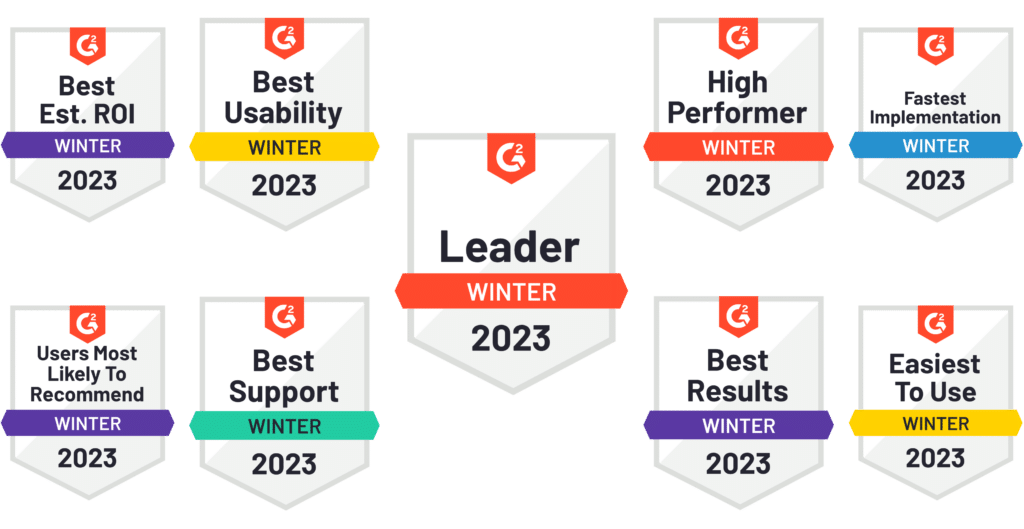 G2
Best
Est. ROI
WINTER
2023
G2
Best
Usability
WINTER
2023
G2
Leader
WINTER
2023
G2
High
Performer
WINTER
2023
G2
Fastest
Implementation
WINTER
2023
G2
Users Most
Likely To
Recommend
WINTER
2023
G2
Best
Support
WINTER
2023
G2
Best
Results
WINTER
2023
G2
Easiest
To Use
WINTER
2023